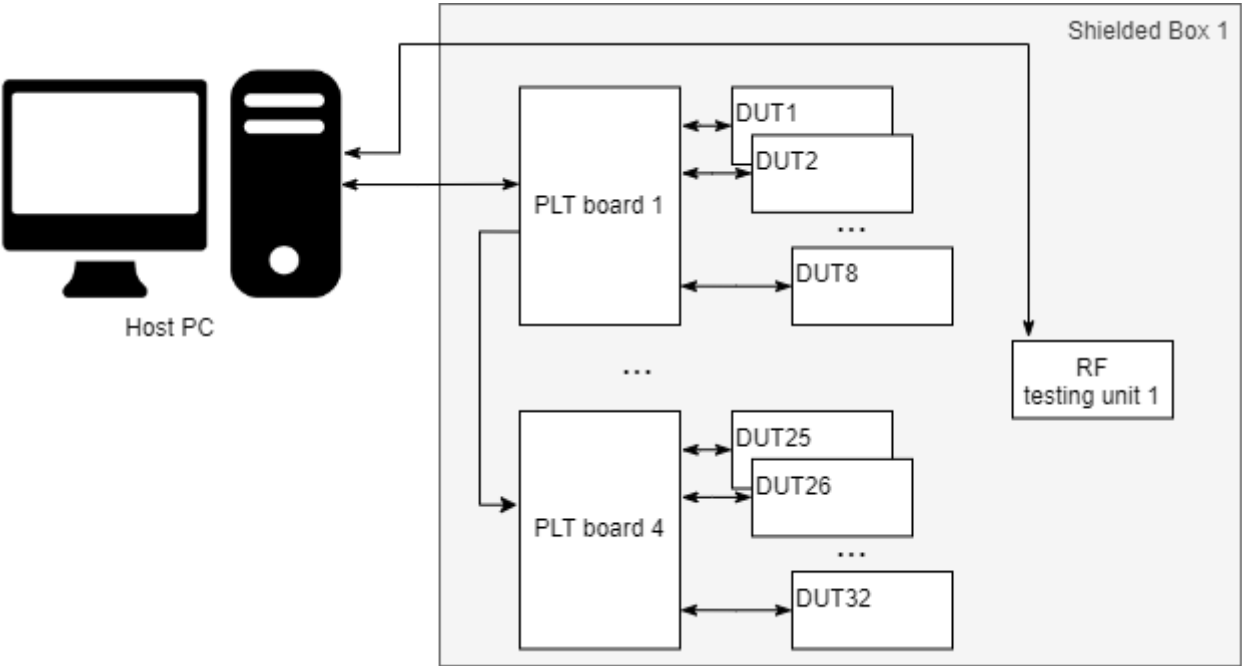 Shielded Box 1
Host PC
PLT board 1
DUT1
DUT2
...
DUT8
...
RF
testing unit 1
PLT board 4
DUT25
DUT26
...
DUT32